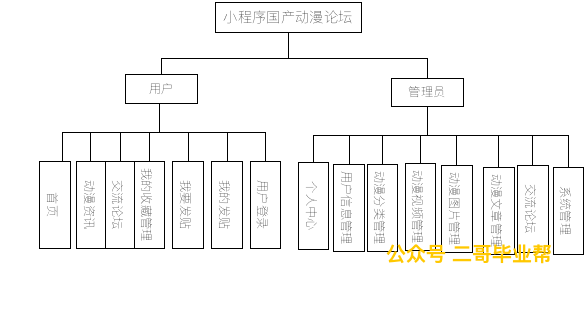 小程序国产动漫论坛
用户
管理员
首页
动漫资讯
交流论坛
我的收藏管理
我要发贴
我的发贴
用户登录
个人中心
用户信息管理
动漫分类管理
动漫视频管理
动漫图片管理
动漫文章管理
交流论坛
系统管理
公众号 二哥毕业帮